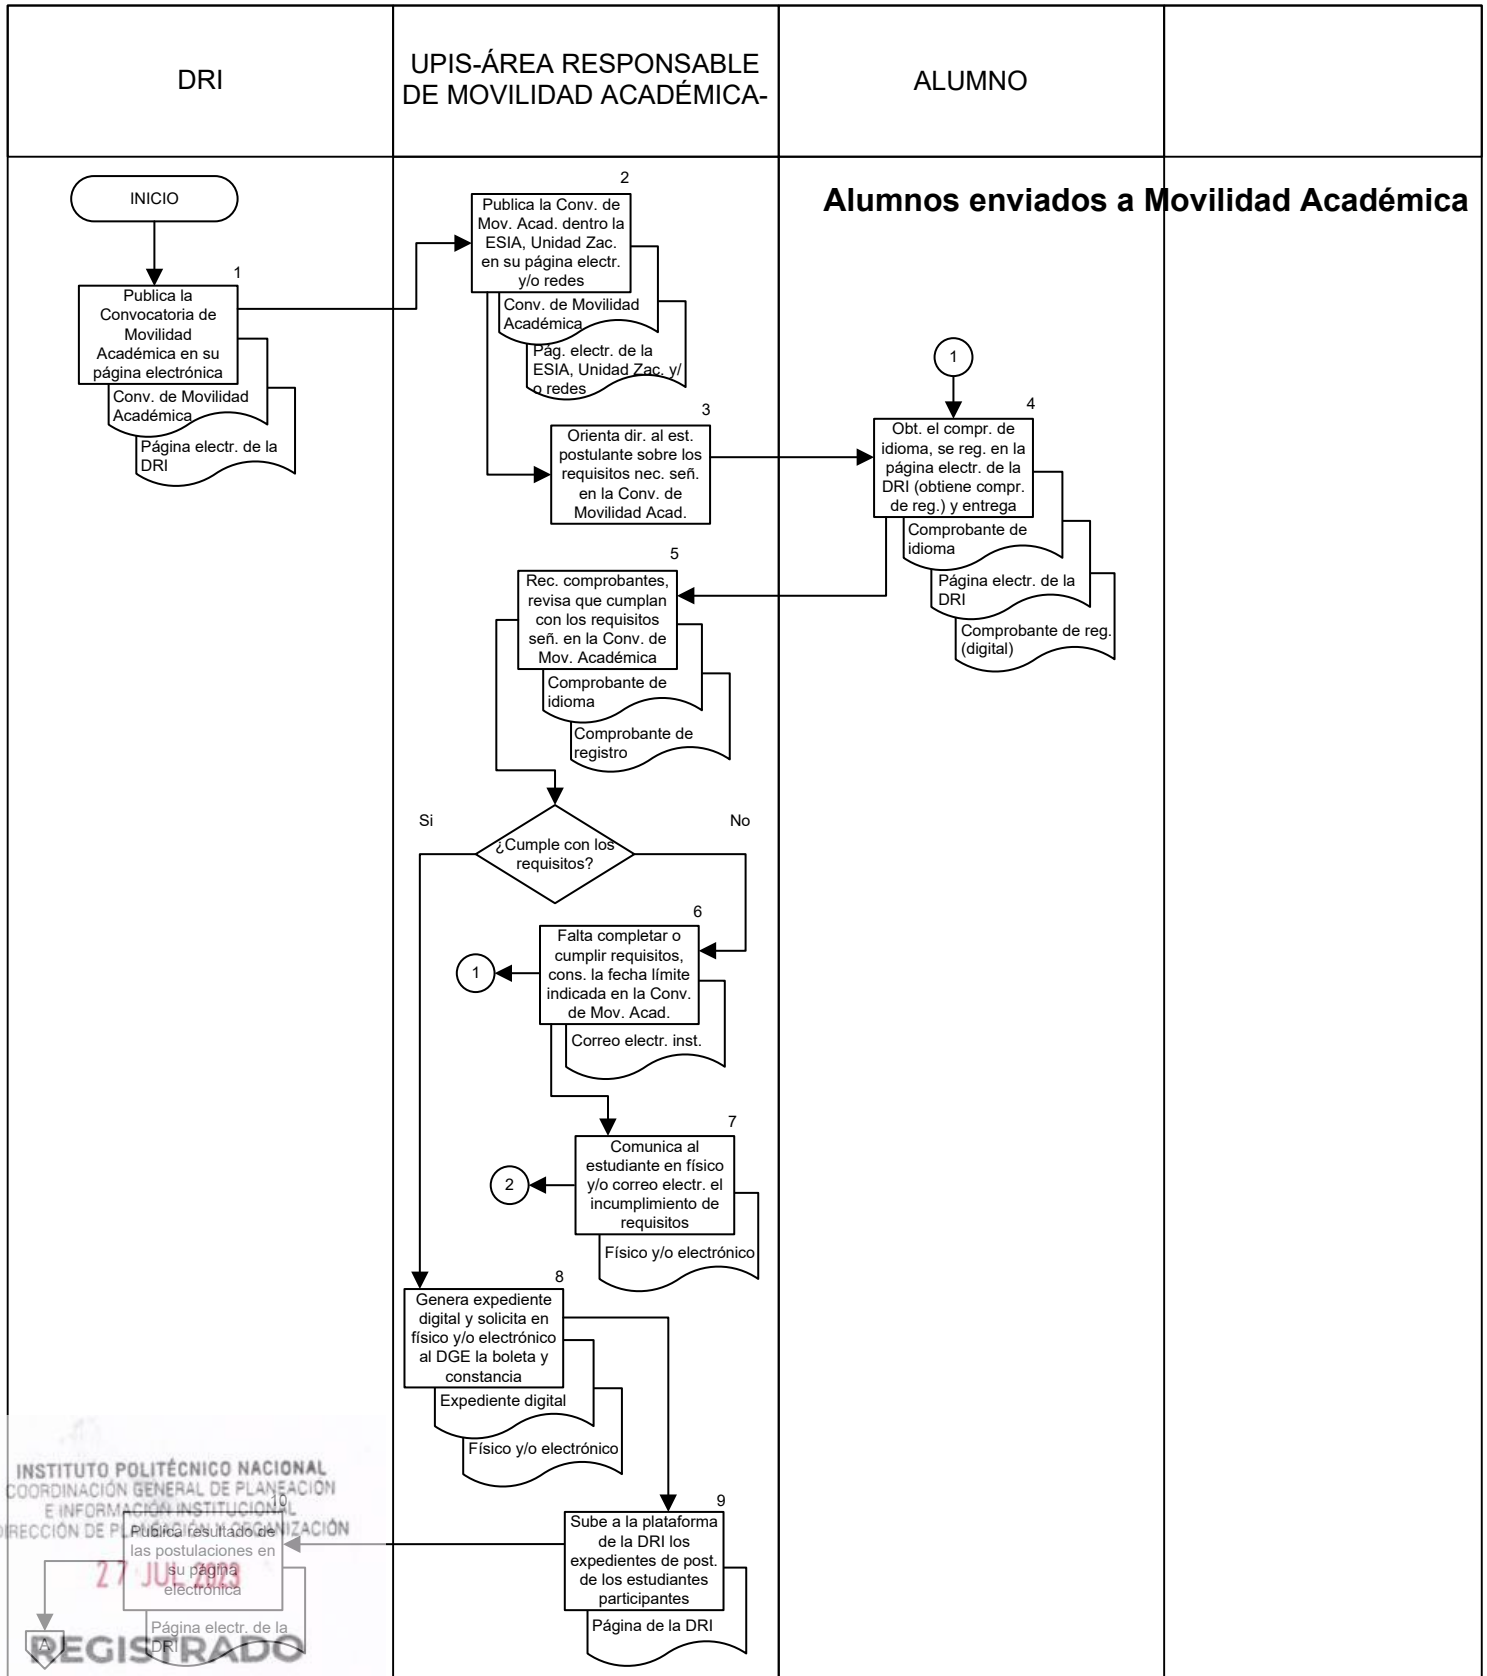 DRI
UPIS-ÁREA RESPONSABLE
DE MOVILIDAD ACADÉMICA-
ALUMNO
Alumnos enviados a Movilidad Académica
INICIO
1
Publica la
Convocatoria de
Movilidad
Académica en su
página electrónica
Conv. de Movilidad
Académica
Página electr. de la
DRI
2
Publica la Conv. de
Mov. Acad. dentro la
ESIA, Unidad Zac.
en su página electr.
y/o redes
Conv. de Movilidad
Académica
Pág. electr. de la
ESIA, Unidad Zac. y/
o redes
3
Orienta dir. al est.
postulante sobre los
requisitos nec. señ.
en la Conv. de
Movilidad Acad.
1
4
Obt. el compr. de
idioma, se reg. en la
página electr. de la
DRI (obtiene compr.
de reg.) y entrega
Comprobante de
idioma
Página electr. de la
DRI
Comprobante de reg.
(digital)
5
Rec. comprobantes,
revisa que cumplan
con los requisitos
señ. en la Conv. de
Mov. Académica
Comprobante de
idioma
Comprobante de
registro
Si
No
¿Cumple con los
requisitos?
6
Falta completar o
cumplir requisitos,
cons. la fecha límite
indicada en la Conv.
de Mov. Acad.
1
Correo electr. inst.
7
Comunica al
estudiante en físico
y/o correo electr. el
incumplimiento de
requisitos
2
Físico y/o electrónico
8
Genera expediente
digital y solicita en
físico y/o electrónico
al DGE la boleta y
constancia
Expediente digital
Físico y/o electrónico
9
Sube a la plataforma
de la DRI los
expedientes de post.
de los estudiantes
participantes
Página de la DRI
10
Publica resultado de
las postulaciones en
su página
electrónica
Página electr. de la
DRI
A
INSTITUTO POLITÉCNICO NACIONAL
COORDINACIÓN GENERAL DE PLANEACIÓN
E INFORMACIÓN INSTITUCIONAL
DIRECCIÓN DE PLANEACIÓN Y ORGANIZACIÓN
27 JUL 2023
REGISTRADO